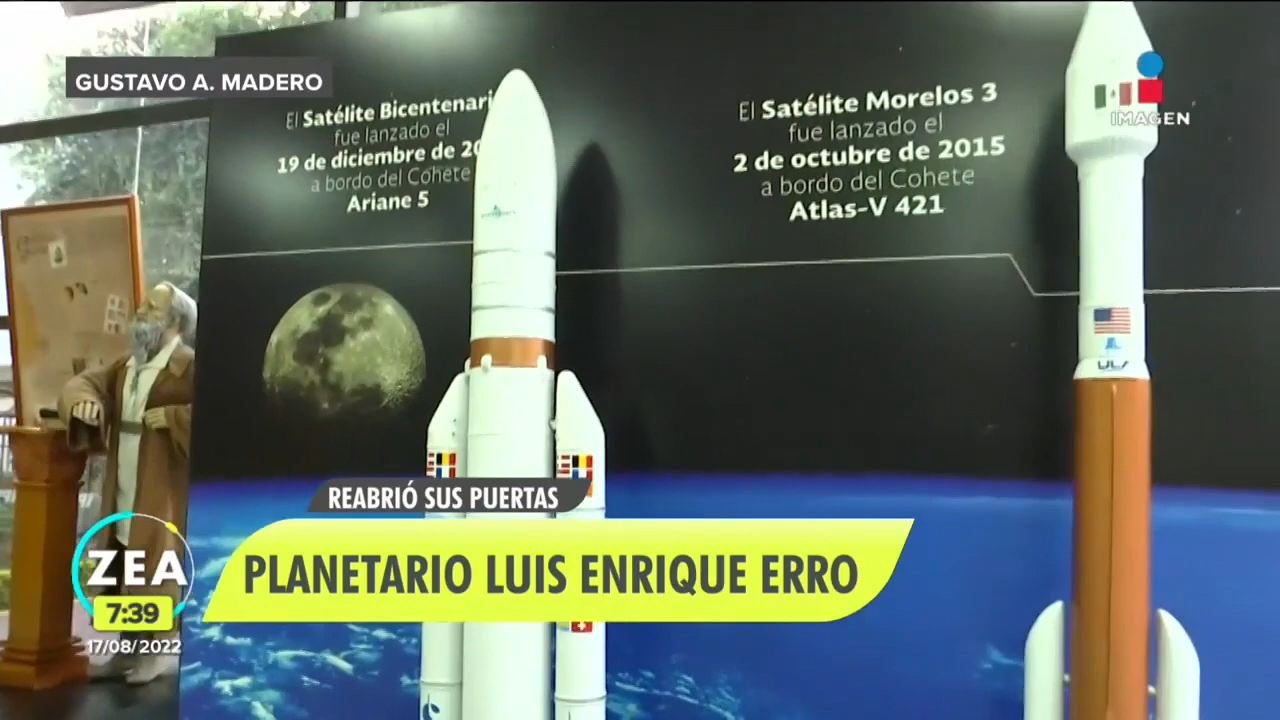 GUSTAVO A. MADERO
El Satélite Bicentenari
fue lanzado el
19 de diciembre de 20
a bordo del Cohete
Ariane 5
El Satélite Morelos 3
fue lanzado el
2 de octubre de 2015
a bordo del Cohete
Atlas-V 421
IMAGEN
ULA
REABRIÓ SUS PUERTAS
PLANETARIO LUIS ENRIQUE ERRO
ZEA
7:39
17/08/2022